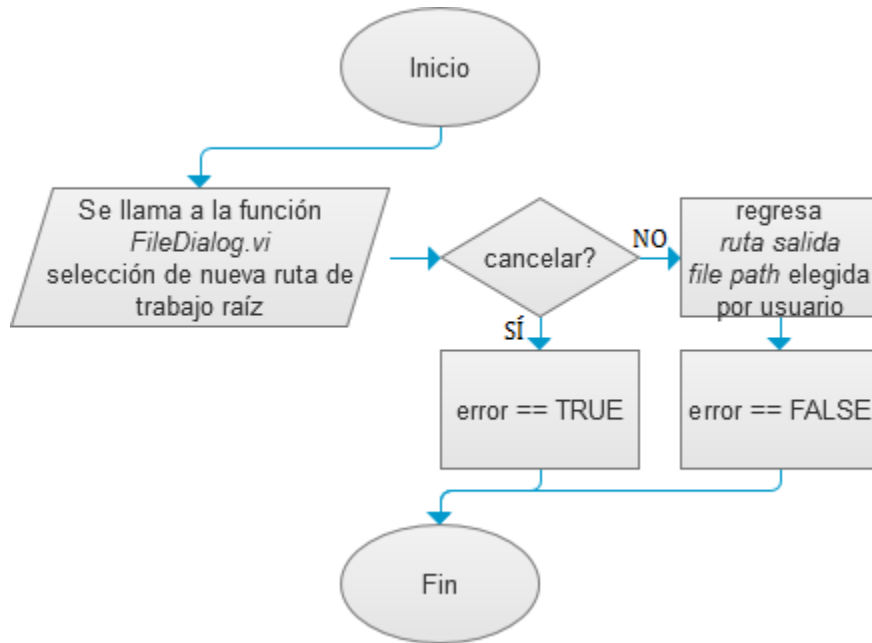 Inicio
Se llama a la función
FileDialog.vi
selección de nueva ruta de
trabajo raíz
cancelar?
NO
regresa
ruta salida
file path elegida
por usuario
SÍ
error == TRUE
error == FALSE
Fin